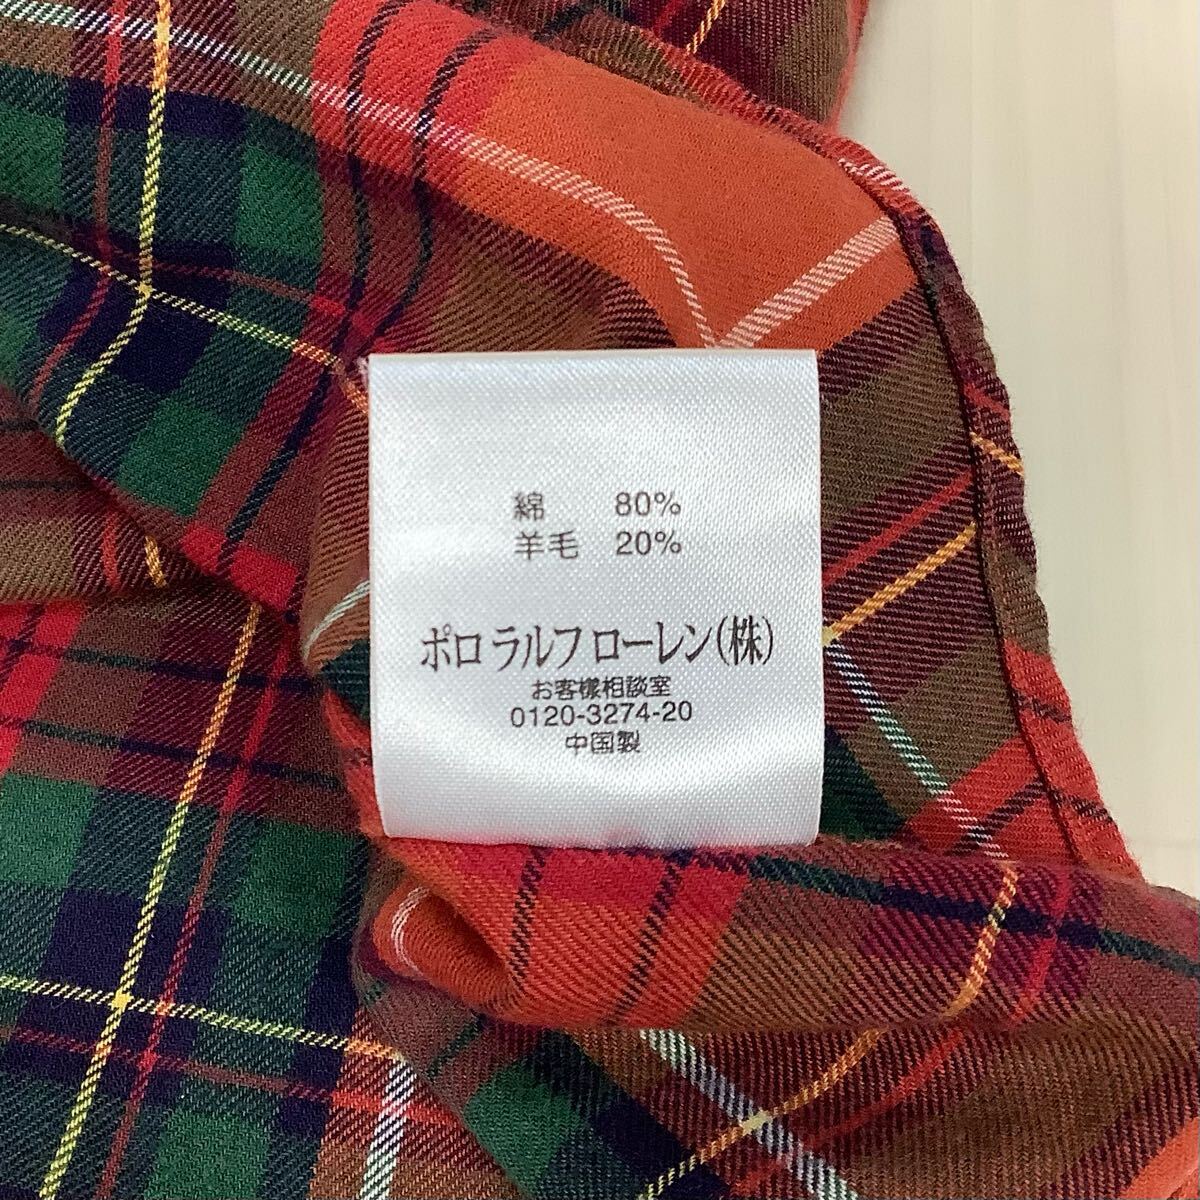 綿 80%
羊毛 20%
ポロ ラルフ ローレン(株)
お客様相談室
0120-3274-20
中国製